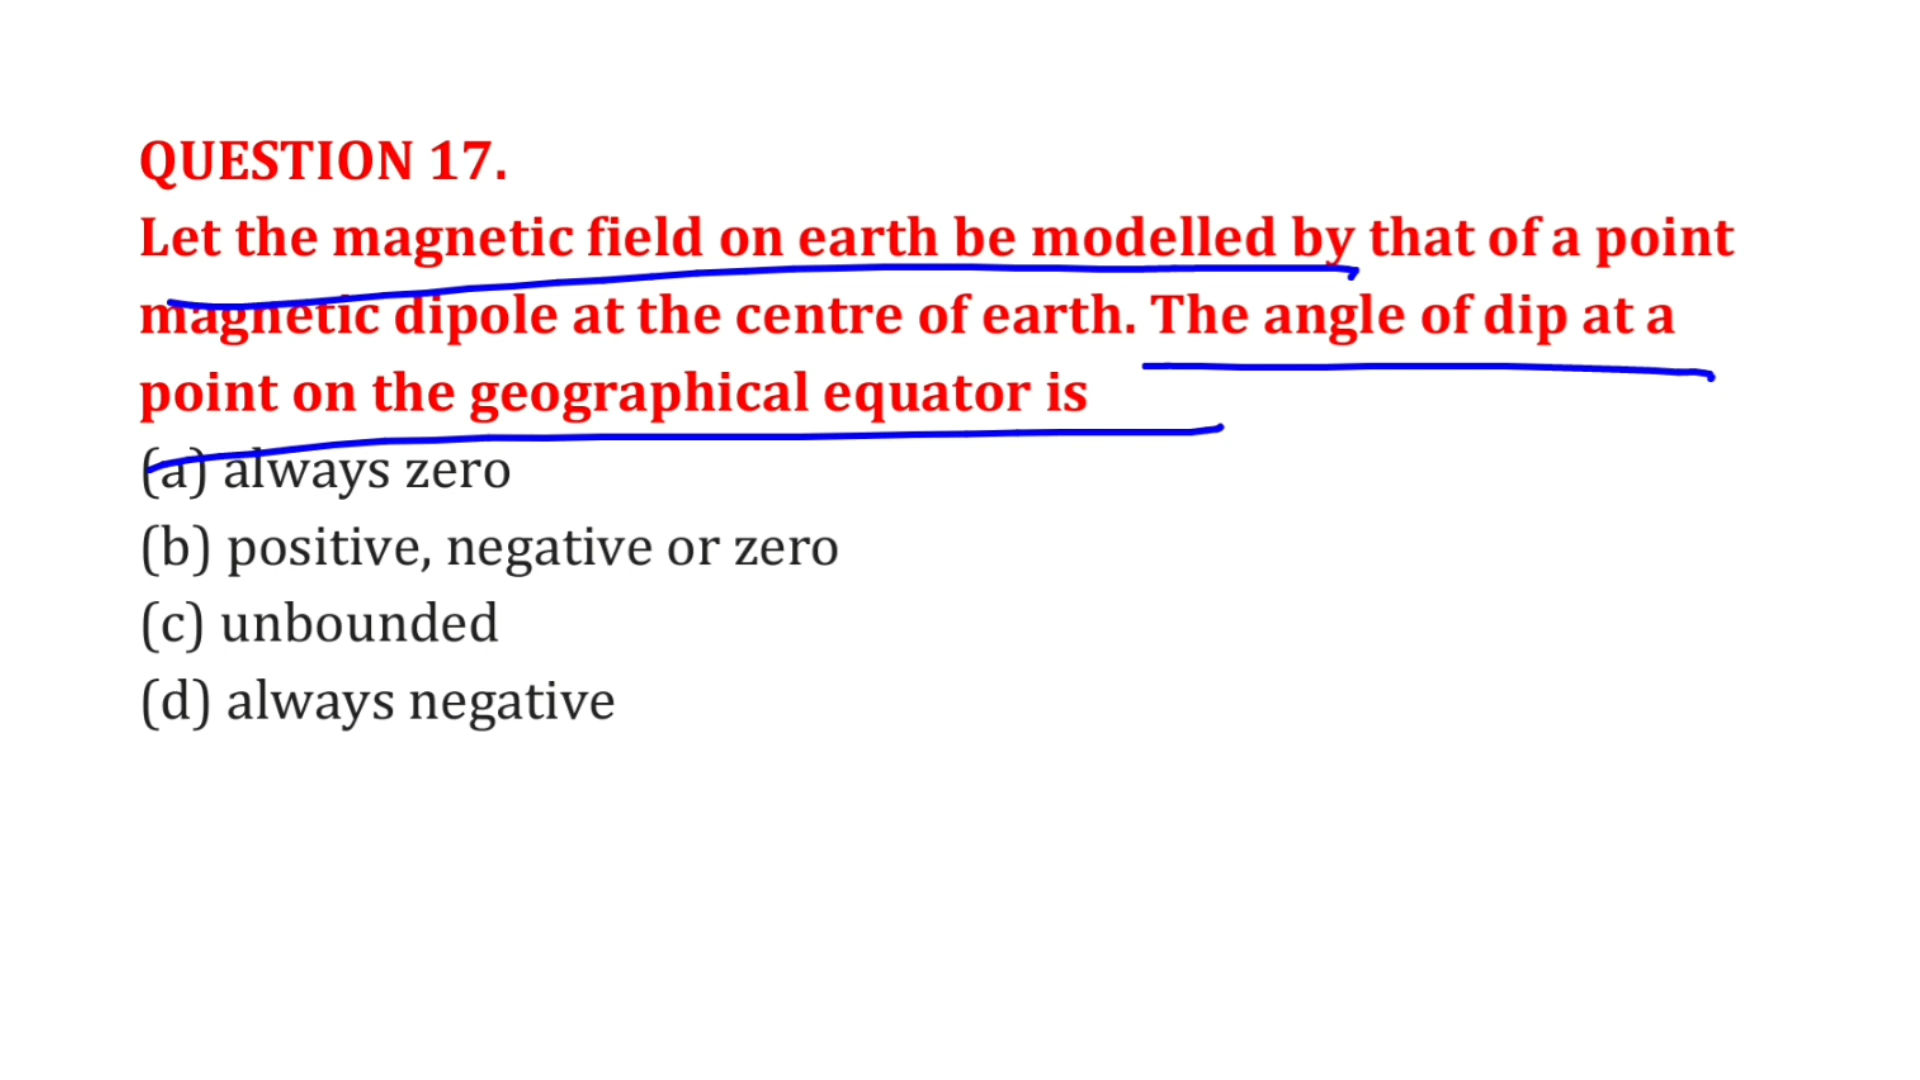 QUESTION 17.
Let the magnetic field on earth be modelled by that of a point
magnetic dipole at the centre of earth. The angle of dip at a
point on the geographical equator is
(a) always zero
(b) positive, negative or zero
(c) unbounded
(d) always negative